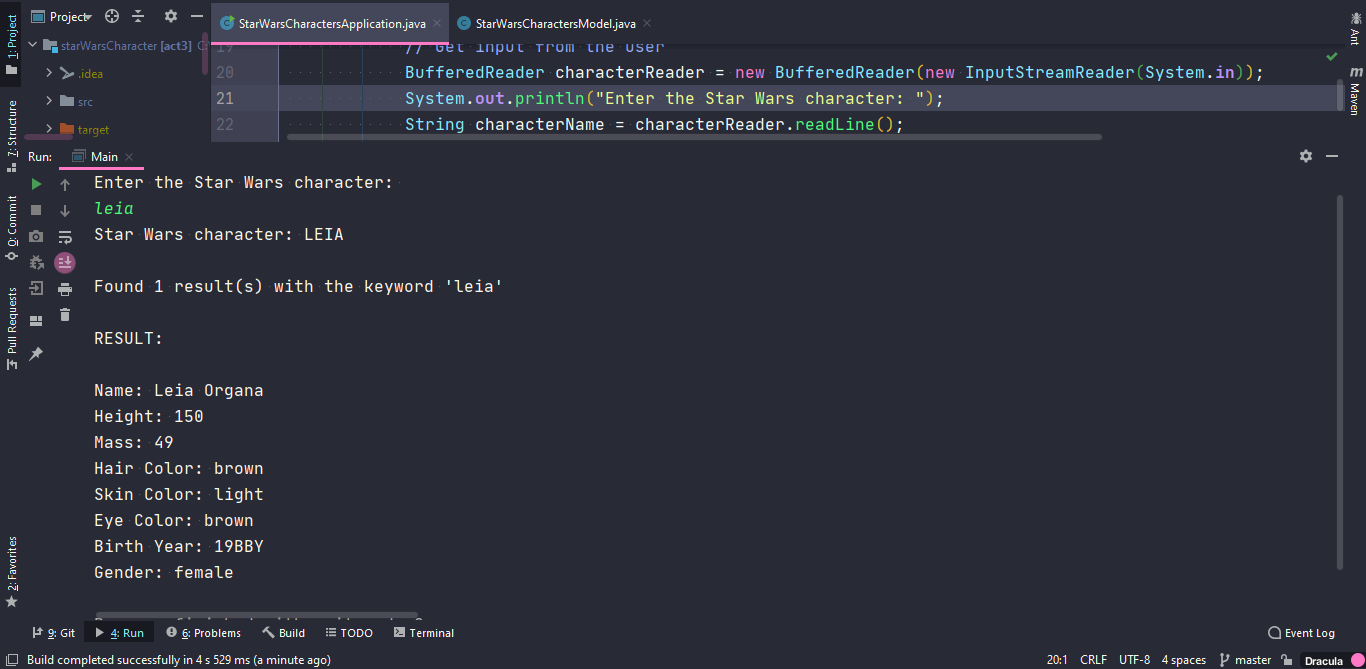 1: Project
Project
StarWarsCharactersApplication.java
StarWarsCharactersModel.java
Ant
Maven
starWarsCharacter [act3]
.idea
src
target
// Get input from the user
20 BufferedReader characterReader = new BufferedReader(new InputStreamReader(System.in));
21 System.out.println("Enter the Star Wars character: ");
22 String characterName = characterReader.readLine();
7: Structure
0: Commit
Pull Requests
2: Favorites
Run: Main
Enter the Star Wars character:
leia
Star Wars character: LEIA
Found 1 result(s) with the keyword 'leia'
RESULT:
Name: Leia Organa
Height: 150
Mass: 49
Hair Color: brown
Skin Color: light
Eye Color: brown
Birth Year: 19BBY
Gender: female
9: Git 4: Run 6: Problems Build TODO Terminal Event Log
Build completed successfully in 4 s 529 ms (a minute ago) 20:1 CRLF UTF-8 4 spaces master Dracula